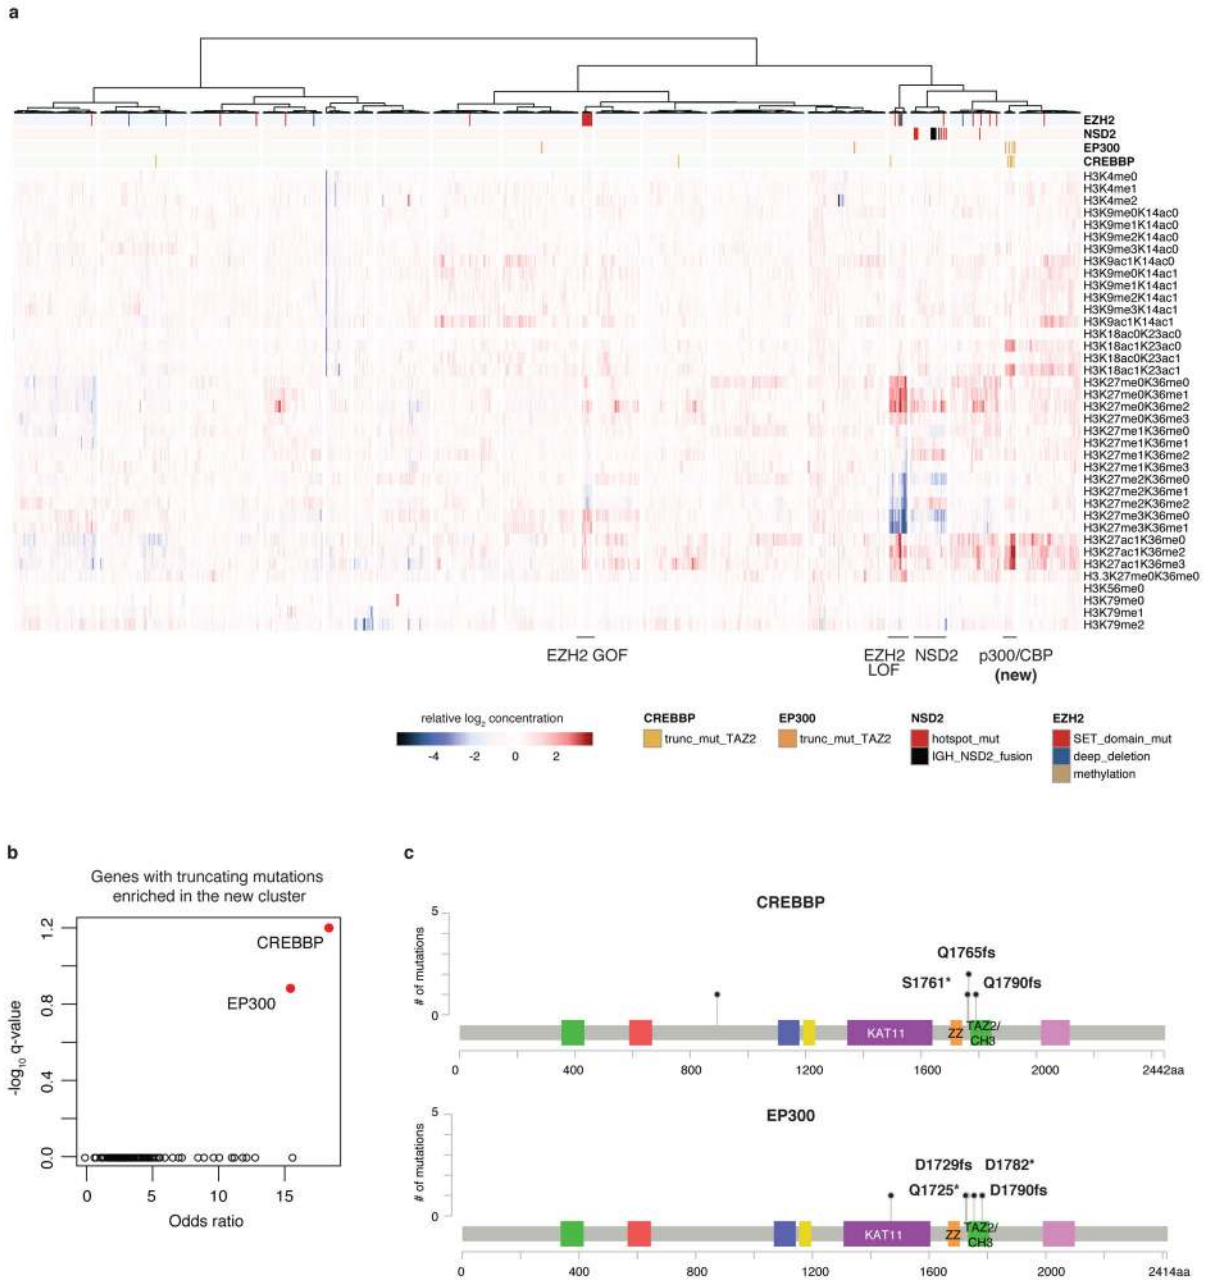 a
EZH2
NSD2
EP300
CREBBP
H3K4me0
H3K4me1
H3K4me2
H3K9me0K14ac0
H3K9me1K14ac0
H3K9me2K14ac0
H3K9me3K14ac0
H3K9ac1K14ac0
H3K9me0K14ac1
H3K9me1K14ac1
H3K9me2K14ac1
H3K9me3K14ac1
H3K9ac1K14ac1
H3K18ac0K23ac0
H3K18ac1K23ac0
H3K18ac0K23ac1
H3K18ac1K23ac1
H3K27me0K36me0
H3K27me0K36me1
H3K27me0K36me2
H3K27me0K36me3
H3K27me1K36me0
H3K27me1K36me1
H3K27me1K36me2
H3K27me1K36me3
H3K27me2K36me0
H3K27me2K36me1
H3K27me2K36me2
H3K27me3K36me0
H3K27me3K36me1
H3K27ac1K36me0
H3K27ac1K36me2
H3K27ac1K36me3
H3.3K27me0K36me0
H3K56me0
H3K79me0
H3K79me1
H3K79me2
EZH2 GOF
EZH2 LOF
NSD2
p300/CBP (new)
relative log2 concentration
-4 -2 0 2
CREBBP
trunc_mut_TAZ2
EP300
trunc_mut_TAZ2
NSD2
hotspot_mut
IGH_NSD2_fusion
EZH2
SET_domain_mut
deep_deletion
methylation
b
Genes with truncating mutations
enriched in the new cluster
-log10 q-value
1.2
0.8
0.4
0.0
CREBBP
EP300
0 5 10 15
Odds ratio
c
CREBBP
# of mutations
5
0
Q1765fs
S1761* Q1790fs
KAT11 ZZ TAZ2/
CH3
0 400 800 1200 1600 2000 2442aa
EP300
# of mutations
5
0
D1729fs D1782*
Q1725* D1790fs
KAT11 ZZ TAZ2/
CH3
0 400 800 1200 1600 2000 2414aa